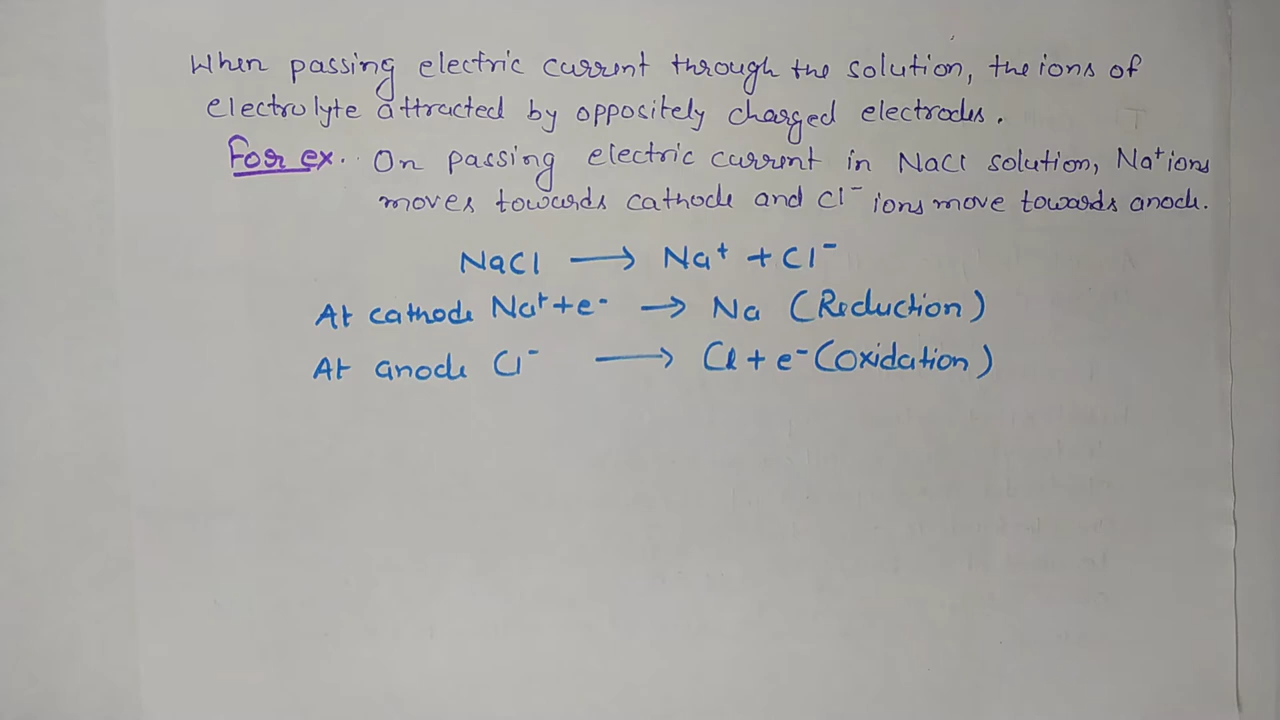 When passing electric current through the solution, the ions of
electrolyte attracted by oppositely charged electrodes.
For ex. On passing electric current in NaCl solution, Na⁺ ions
moves towards cathode and Cl⁻ ions move towards anode.
NaCl ⟶ Na⁺ + Cl⁻
At cathode Na⁺+e⁻ ⟶ Na (Reduction)
At anode Cl⁻ ⟶ Cl + e⁻ (oxidation)